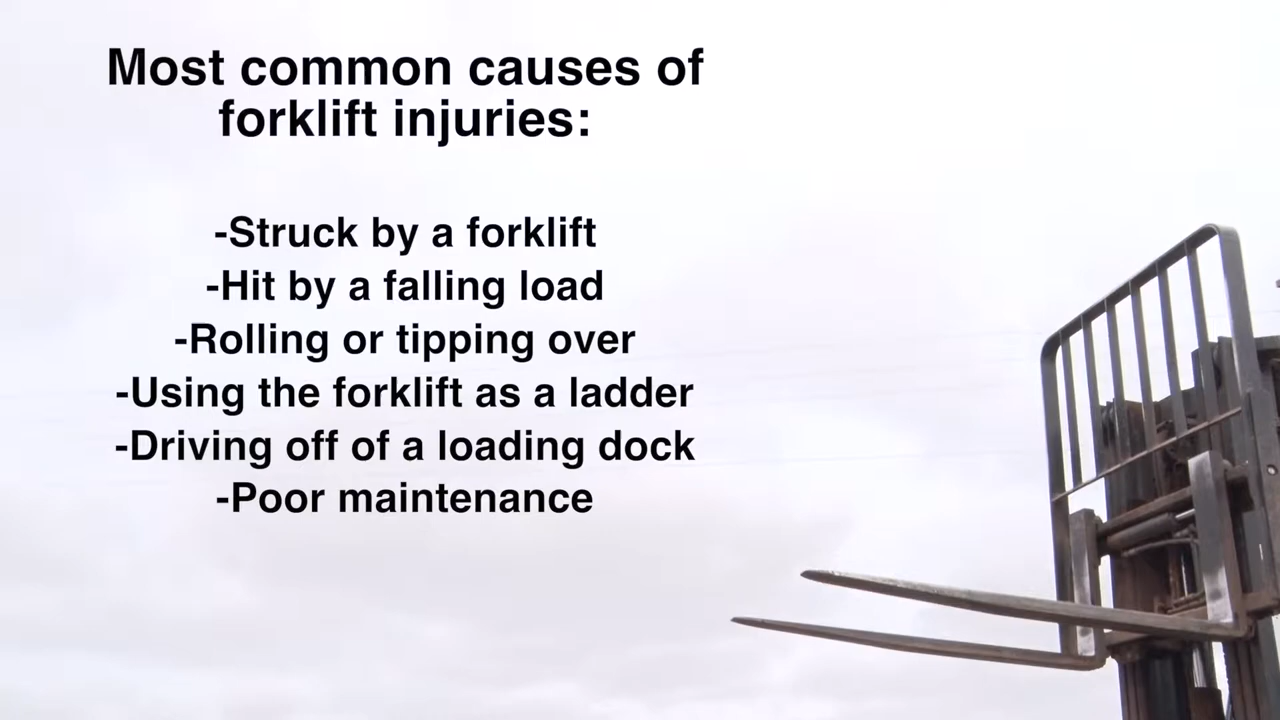 Most common causes of
forklift injuries:
-Struck by a forklift
-Hit by a falling load
-Rolling or tipping over
-Using the forklift as a ladder
-Driving off of a loading dock
-Poor maintenance